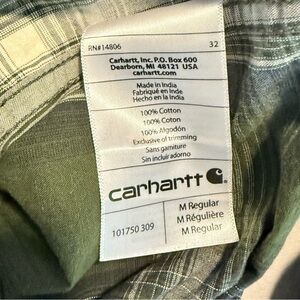 RN#14806 32
Carhartt, Inc. P.O. Box 600
Dearborn, MI 48121 USA
carhartt.com
Made in India
Fabriqué en Inde
Hecho en la India
100% Cotton
100% Coton
100% Algodón
Exclusive of trimming
Sans garniture
Sin incluir adorno
carhartt
101750 309
M Regular
M Régulière
M Regular